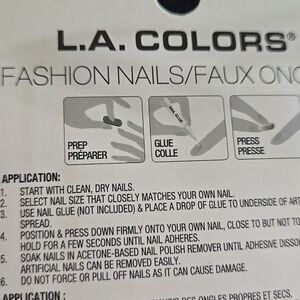 L.A. COLORS®
FASHION NAILS/FAUX ONG
NAIL GLUE
PREP
PRÉPARER
GLUE
COLLE
PRESS
PRESSE
APPLICATION:
1. START WITH CLEAN, DRY NAILS.
2. SELECT NAIL SIZE THAT CLOSELY MATCHES YOUR OWN NAIL.
3. USE NAIL GLUE (NOT INCLUDED) & PLACE A DROP OF GLUE TO UNDERSIDE OF ART
SPREAD.
4. POSITION & PRESS DOWN FIRMLY ONTO YOUR OWN NAIL, CLOSE TO BUT NOT TO
HOLD FOR A FEW SECONDS UNTIL NAIL ADHERES.
5. SOAK NAILS IN ACETONE-BASED NAIL POLISH REMOVER UNTIL ADHESIVE DISSO
ARTIFICIAL NAILS CAN BE REMOVED EASILY.
6. DO NOT FORCE OR PULL OFF NAILS AS IT CAN CAUSE DAMAGE.
APPLICATION :
ONGLES PROPRES ET SECS.